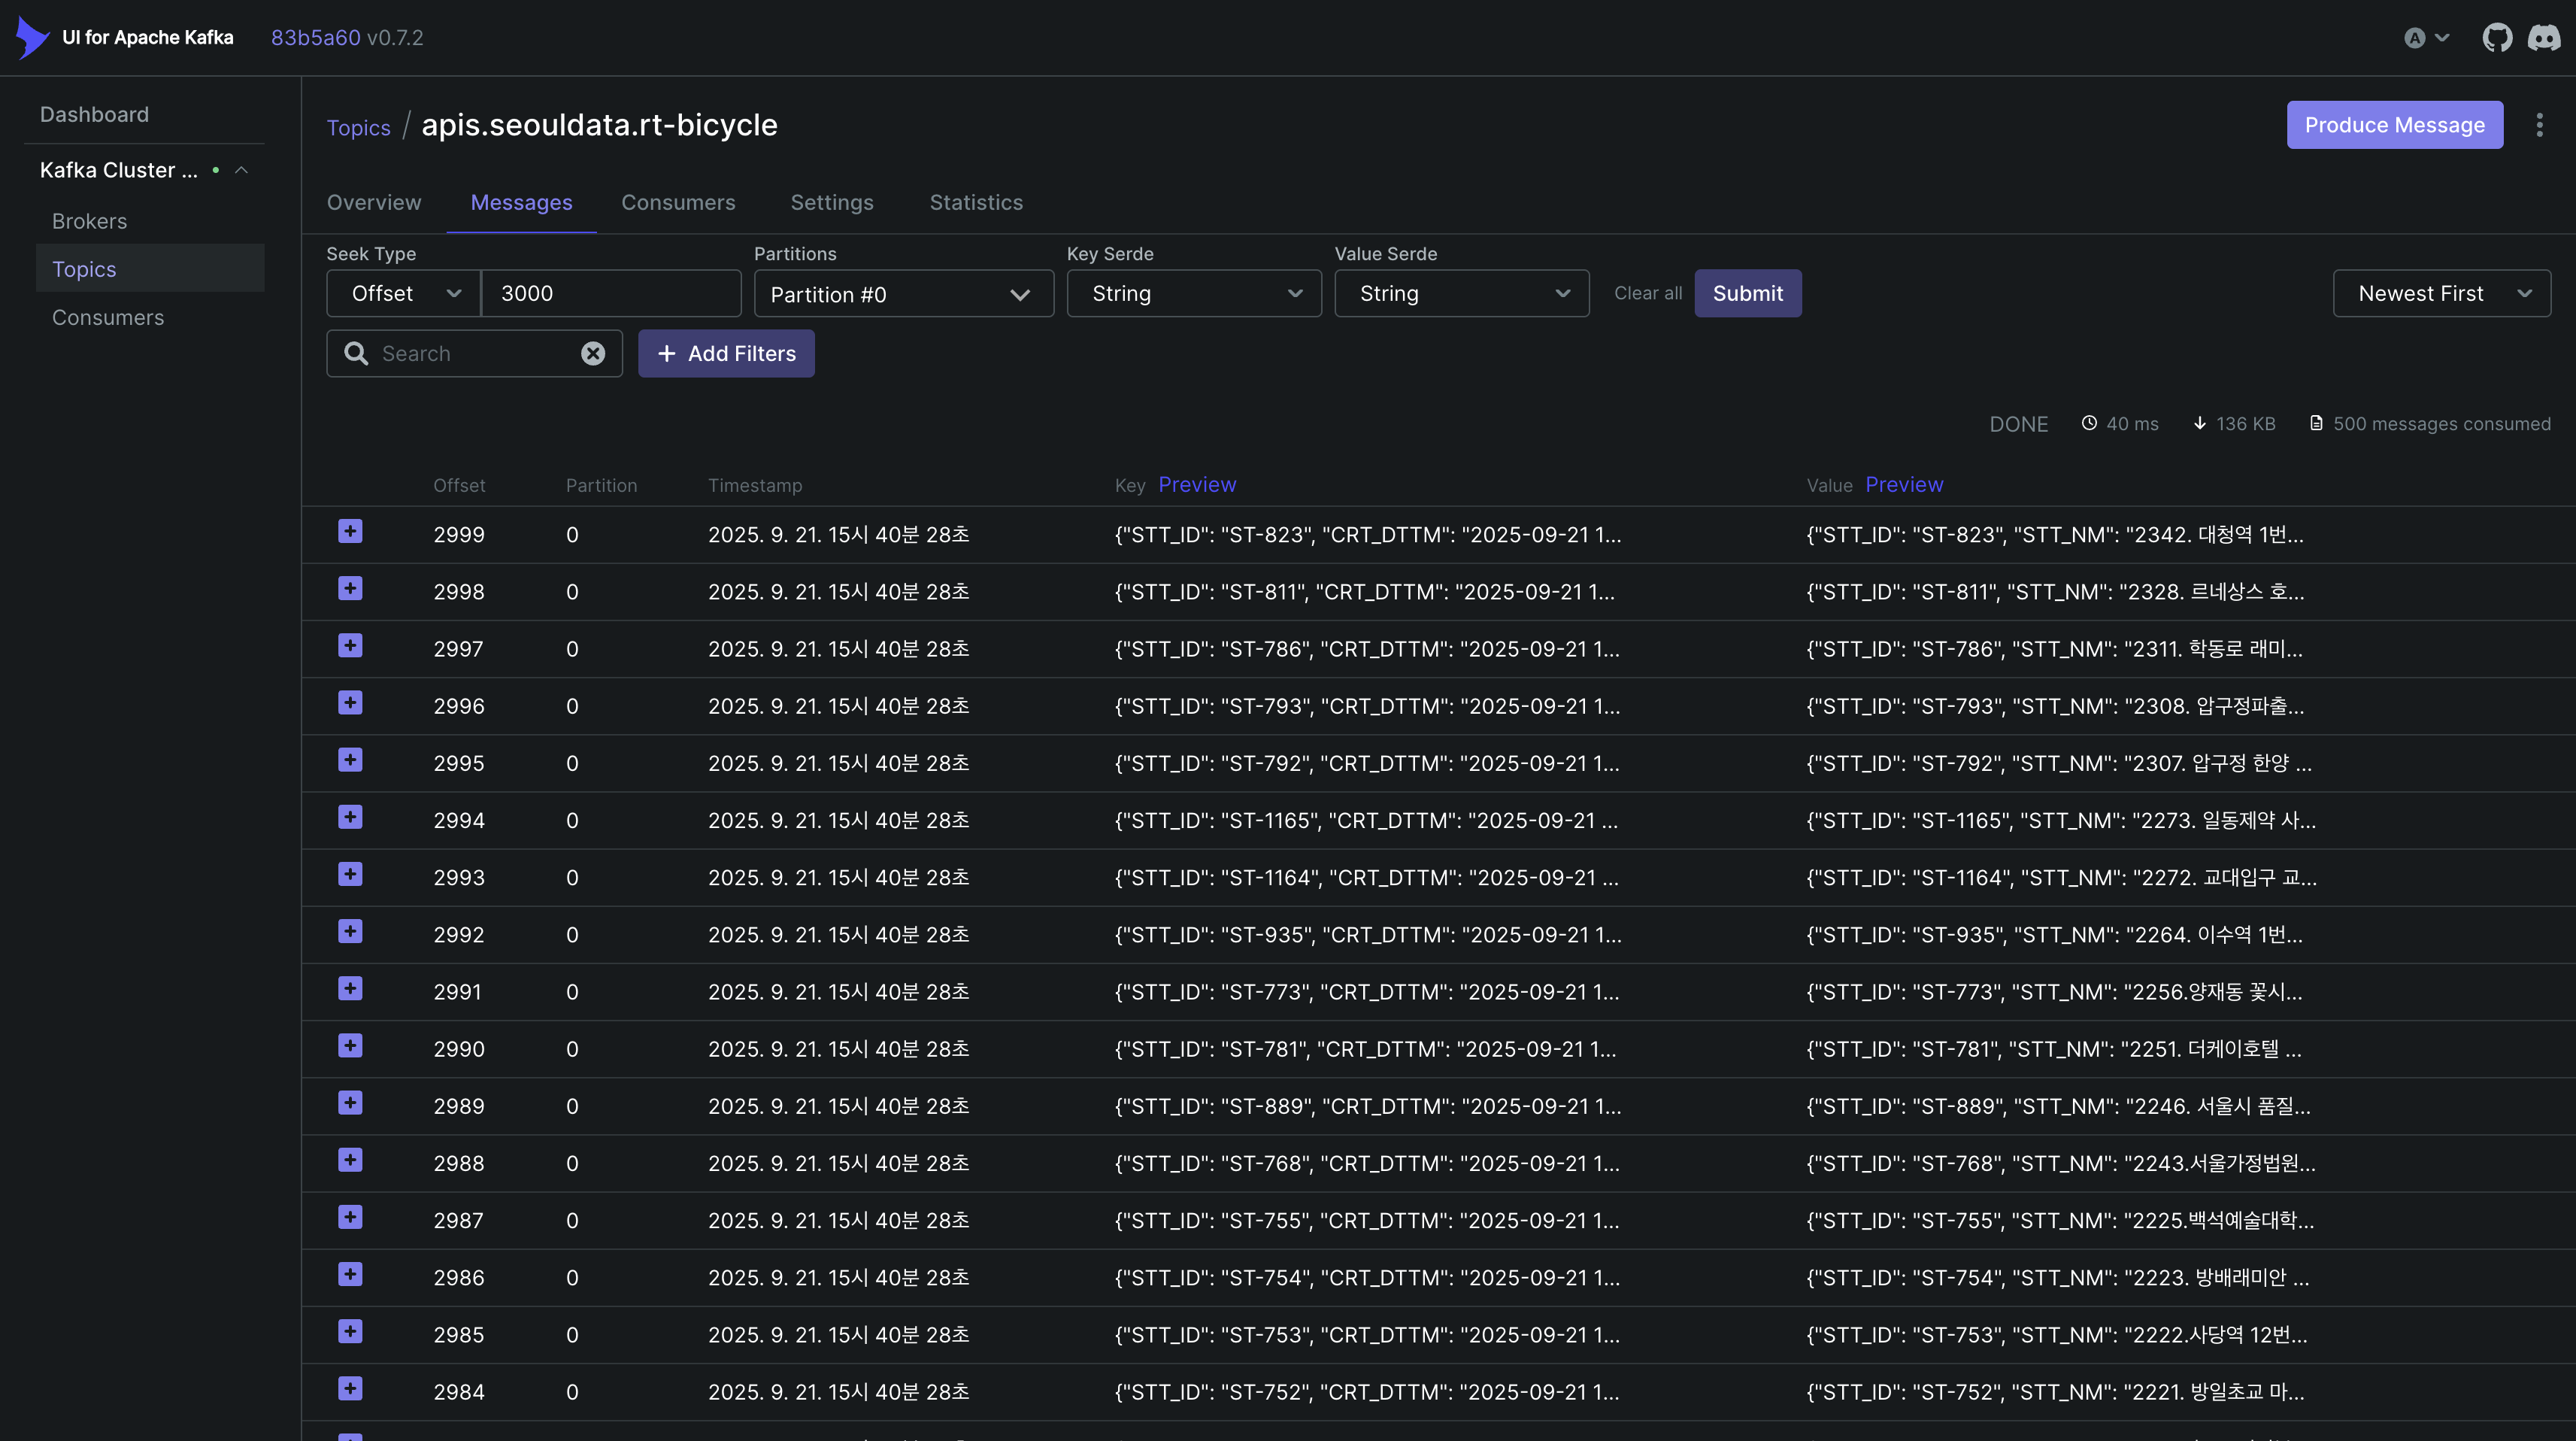 UI for Apache Kafka 83b5a60 v0.7.2 A
Dashboard
Kafka Cluster ...
Brokers
Topics
Consumers
Topics / apis.seouldata.rt-bicycle
Produce Message
Overview Messages Consumers Settings Statistics
Seek Type Partitions Key Serde Value Serde
Offset 3000 Partition #0 String String Clear all Submit Newest First
Search Add Filters
DONE 40 ms 136 KB 500 messages consumed
Offset Partition Timestamp Key Preview Value Preview
2999 0 2025. 9. 21. 15시 40분 28초 {"STT_ID": "ST-823", "CRT_DTTM": "2025-09-21 1... {"STT_ID": "ST-823", "STT_NM": "2342. 대청역 1번...
2998 0 2025. 9. 21. 15시 40분 28초 {"STT_ID": "ST-811", "CRT_DTTM": "2025-09-21 1... {"STT_ID": "ST-811", "STT_NM": "2328. 르네상스 호...
2997 0 2025. 9. 21. 15시 40분 28초 {"STT_ID": "ST-786", "CRT_DTTM": "2025-09-21 1... {"STT_ID": "ST-786", "STT_NM": "2311. 학동로 래미...
2996 0 2025. 9. 21. 15시 40분 28초 {"STT_ID": "ST-793", "CRT_DTTM": "2025-09-21 1... {"STT_ID": "ST-793", "STT_NM": "2308. 압구정파출...
2995 0 2025. 9. 21. 15시 40분 28초 {"STT_ID": "ST-792", "CRT_DTTM": "2025-09-21 1... {"STT_ID": "ST-792", "STT_NM": "2307. 압구정 한양 ...
2994 0 2025. 9. 21. 15시 40분 28초 {"STT_ID": "ST-1165", "CRT_DTTM": "2025-09-21 ... {"STT_ID": "ST-1165", "STT_NM": "2273. 일동제약 사...
2993 0 2025. 9. 21. 15시 40분 28초 {"STT_ID": "ST-1164", "CRT_DTTM": "2025-09-21 ... {"STT_ID": "ST-1164", "STT_NM": "2272. 교대입구 교...
2992 0 2025. 9. 21. 15시 40분 28초 {"STT_ID": "ST-935", "CRT_DTTM": "2025-09-21 1... {"STT_ID": "ST-935", "STT_NM": "2264. 이수역 1번...
2991 0 2025. 9. 21. 15시 40분 28초 {"STT_ID": "ST-773", "CRT_DTTM": "2025-09-21 1... {"STT_ID": "ST-773", "STT_NM": "2256.양재동 꽃시...
2990 0 2025. 9. 21. 15시 40분 28초 {"STT_ID": "ST-781", "CRT_DTTM": "2025-09-21 1... {"STT_ID": "ST-781", "STT_NM": "2251. 더케이호텔 ...
2989 0 2025. 9. 21. 15시 40분 28초 {"STT_ID": "ST-889", "CRT_DTTM": "2025-09-21 1... {"STT_ID": "ST-889", "STT_NM": "2246. 서울시 품질...
2988 0 2025. 9. 21. 15시 40분 28초 {"STT_ID": "ST-768", "CRT_DTTM": "2025-09-21 1... {"STT_ID": "ST-768", "STT_NM": "2243.서울가정법원...
2987 0 2025. 9. 21. 15시 40분 28초 {"STT_ID": "ST-755", "CRT_DTTM": "2025-09-21 1... {"STT_ID": "ST-755", "STT_NM": "2225.백석예술대학...
2986 0 2025. 9. 21. 15시 40분 28초 {"STT_ID": "ST-754", "CRT_DTTM": "2025-09-21 1... {"STT_ID": "ST-754", "STT_NM": "2223. 방배래미안 ...
2985 0 2025. 9. 21. 15시 40분 28초 {"STT_ID": "ST-753", "CRT_DTTM": "2025-09-21 1... {"STT_ID": "ST-753", "STT_NM": "2222.사당역 12번...
2984 0 2025. 9. 21. 15시 40분 28초 {"STT_ID": "ST-752", "CRT_DTTM": "2025-09-21 1... {"STT_ID": "ST-752", "STT_NM": "2221. 방일초교 마...